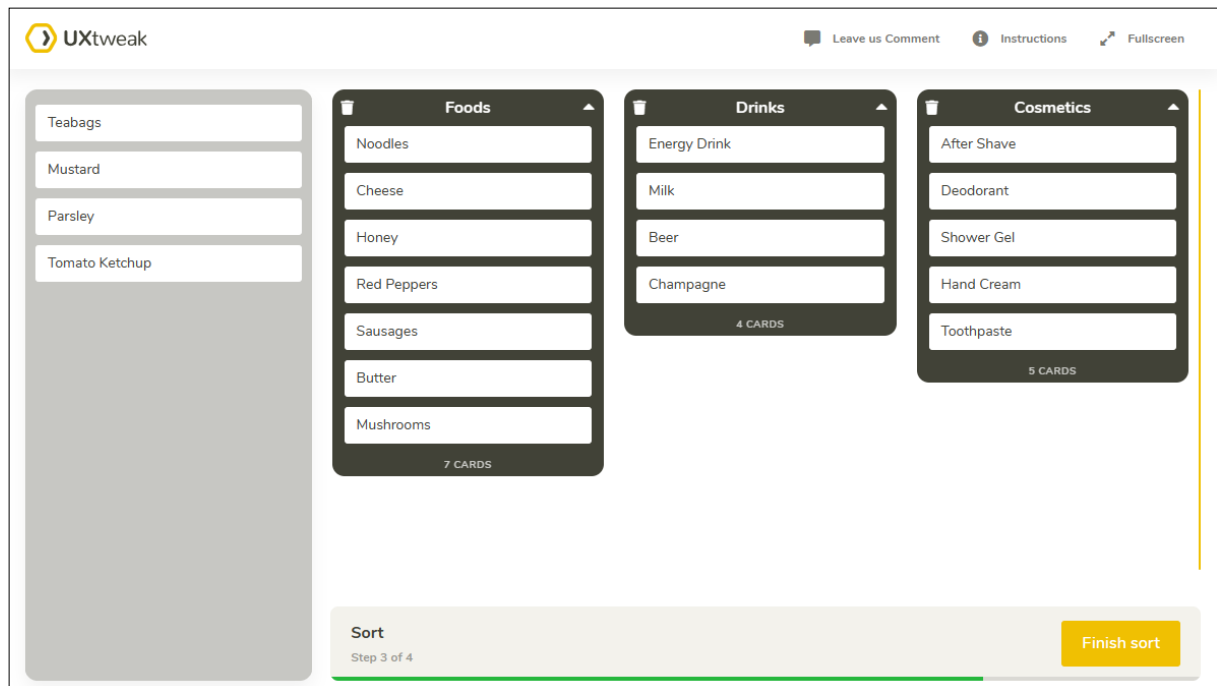 UXtweak
Leave us Comment
Instructions
Fullscreen
Teabags
Mustard
Parsley
Tomato Ketchup
Foods
Noodles
Cheese
Honey
Red Peppers
Sausages
Butter
Mushrooms
7 CARDS
Drinks
Energy Drink
Milk
Beer
Champagne
4 CARDS
Cosmetics
After Shave
Deodorant
Shower Gel
Hand Cream
Toothpaste
5 CARDS
Sort
Step 3 of 4
Finish sort